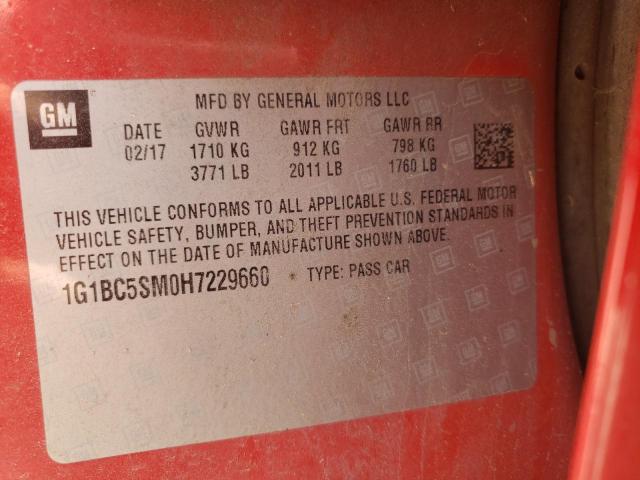 GM
MFD BY GENERAL MOTORS LLC
DATE GVWR GAWR FRT GAWR RR
02/17 1710 KG 912 KG 798 KG
3771 LB 2011 LB 1760 LB
THIS VEHICLE CONFORMS TO ALL APPLICABLE U.S. FEDERAL MOTOR
VEHICLE SAFETY, BUMPER, AND THEFT PREVENTION STANDARDS IN
EFFECT ON THE DATE OF MANUFACTURE SHOWN ABOVE.
1G1BC5SM0H7229660 TYPE: PASS CAR